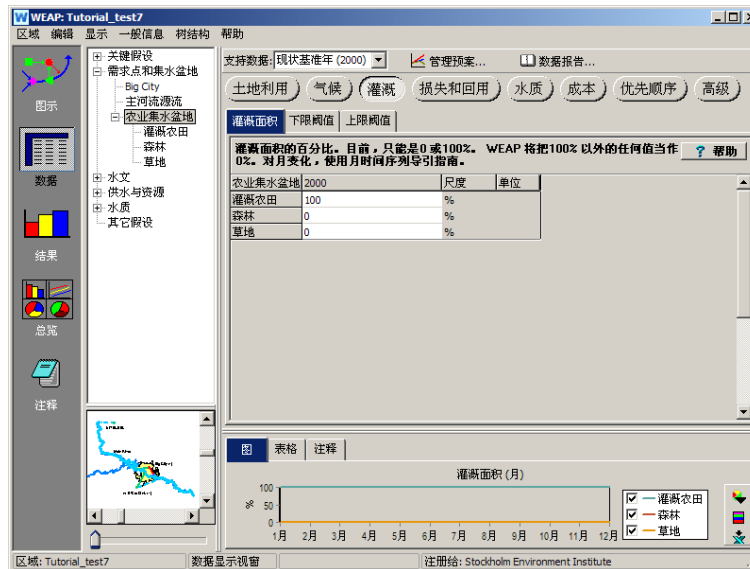 WEAP: Tutorial_test7
区域 编辑 显示 一般信息 树结构 帮助
图示
数据
结果
总览
注释
关键假设
需求点和集水盆地
Big City
主河流源流
农业集水盆地
灌溉农田
森林
草地
水文
供水与资源
水质
其它假设
支持数据: 现状基准年 (2000) 管理预案... 数据报告...
土地利用 气候 灌溉 损失和回用 水质 成本 优先顺序 高级
灌溉面积 下限阈值 上限阈值
灌溉面积的百分比。目前，只能是0 或100%。 WEAP 将把100% 以外的任何值当作
0%。对月变化，使用月时间序列导引指南。
? 帮助
农业集水盆地 2000 尺度 单位
灌溉农田 100 %
森林 0 %
草地 0 %
图 表格 注释
灌溉面积 (月)
%
100
50
0
1月 2月 3月 4月 5月 6月 7月 8月 9月 10月 11月 12月
灌溉农田
森林
草地
区域: Tutorial_test7 数据显示视窗 注册给: Stockholm Environment Institute